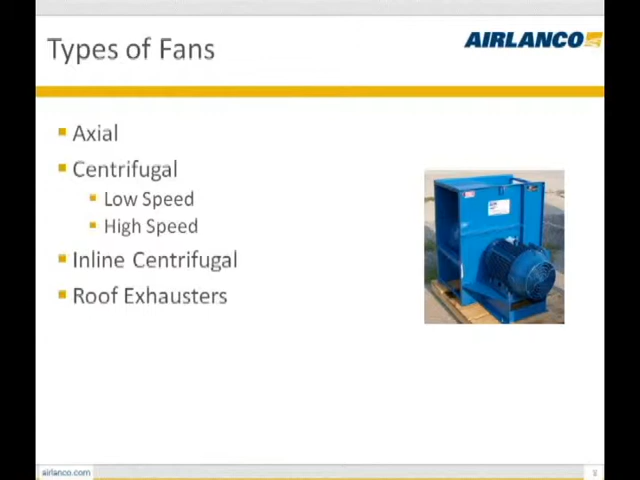 Types of Fans
AIRLANCO
Axial
Centrifugal
Low Speed
High Speed
Inline Centrifugal
Roof Exhausters
airlanco.com